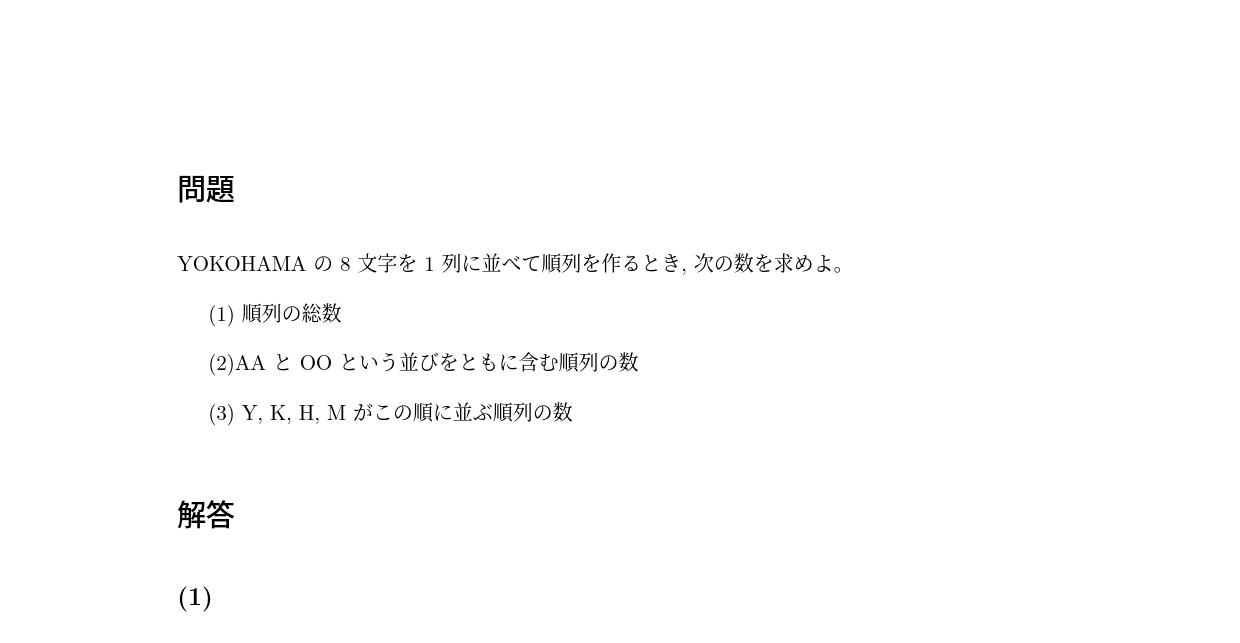 問題
YOKOHAMA の 8 文字を 1 列に並べて順列を作るとき, 次の数を求めよ。
(1) 順列の総数
(2)AA と OO という並びをともに含む順列の数
(3) Y, K, H, M がこの順に並ぶ順列の数
解答
(1)